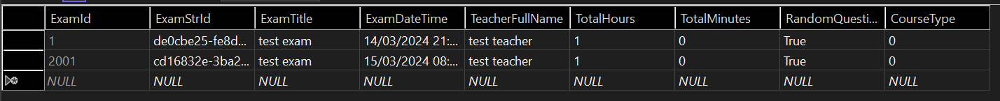 ExamId ExamStrId ExamTitle ExamDateTime TeacherFullName TotalHours TotalMinutes RandomQuesti... CourseType
1 de0cbe25-fe8d... test exam 14/03/2024 21:... test teacher 1 0 True 0
2001 cd16832e-3ba2... test exam 15/03/2024 08:... test teacher 1 0 True 0
NULL NULL NULL NULL NULL NULL NULL NULL NULL